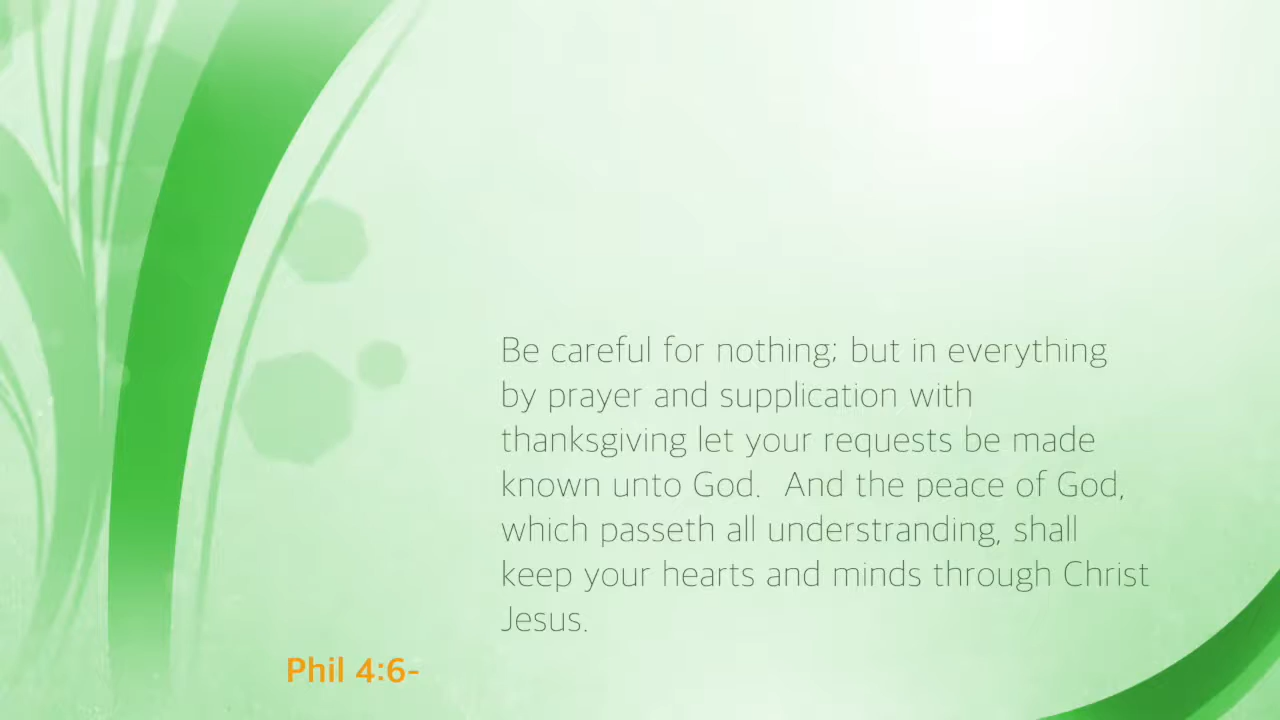 Be careful for nothing; but in everything
by prayer and supplication with
thanksgiving let your requests be made
known unto God.  And the peace of God,
which passeth all understranding, shall
keep your hearts and minds through Christ
Jesus.
Phil 4:6-